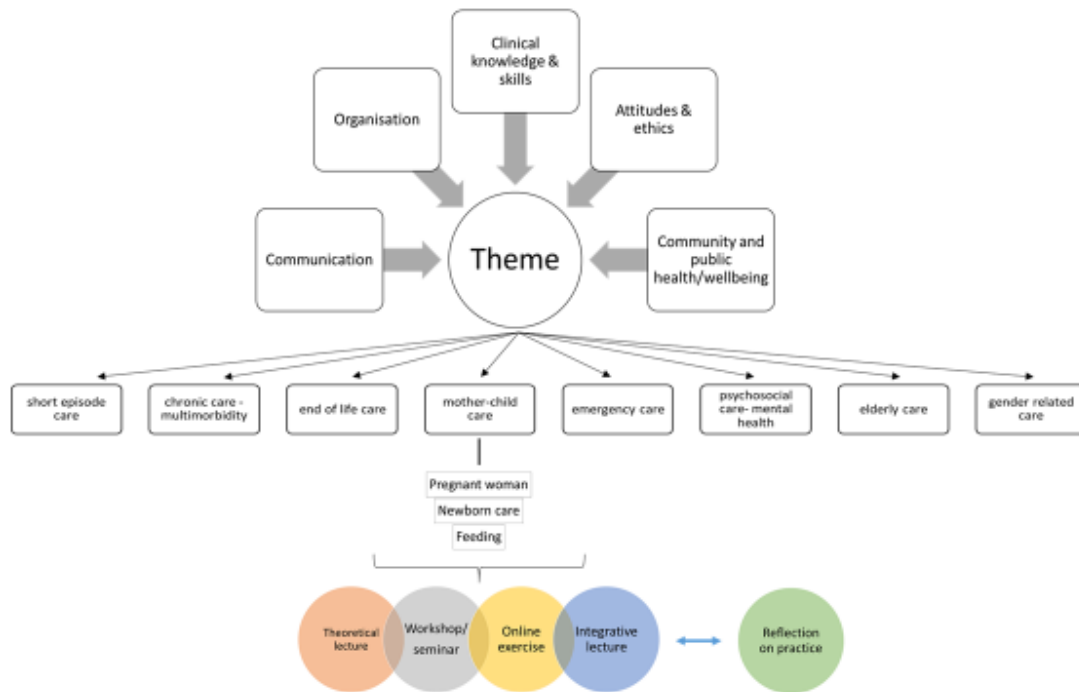 Clinical
knowledge &
skills
Organisation
Attitudes &
ethics
Communication
Theme
Community and
public
health/wellbeing
short episode
care
chronic care -
multimorbidity
end of life care
mother-child
care
emergency care
psychosocial
care- mental
health
elderly care
gender related
care
Pregnant woman
Newborn care
Feeding
Theoretical
lecture
Workshop/
seminar
Online
exercise
Integrative
lecture
Reflection
on practice